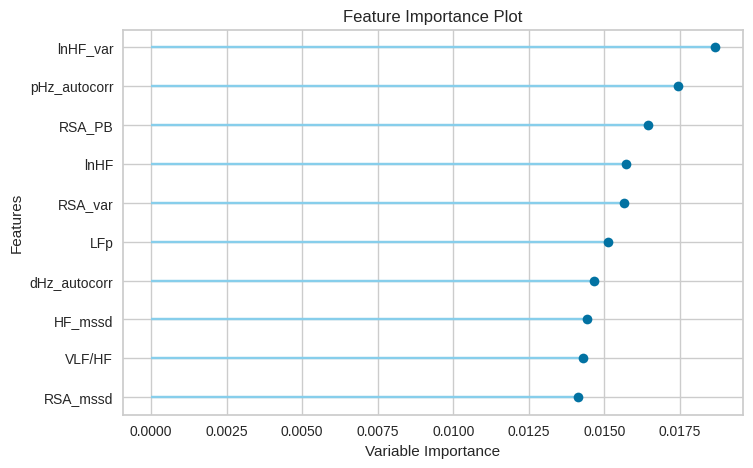 Feature Importance Plot
lnHF_var
pHz_autocorr
RSA_PB
lnHF
RSA_var
LFp
dHz_autocorr
HF_mssd
VLF/HF
RSA_mssd
Features
0.0000 0.0025 0.0050 0.0075 0.0100 0.0125 0.0150 0.0175
Variable Importance